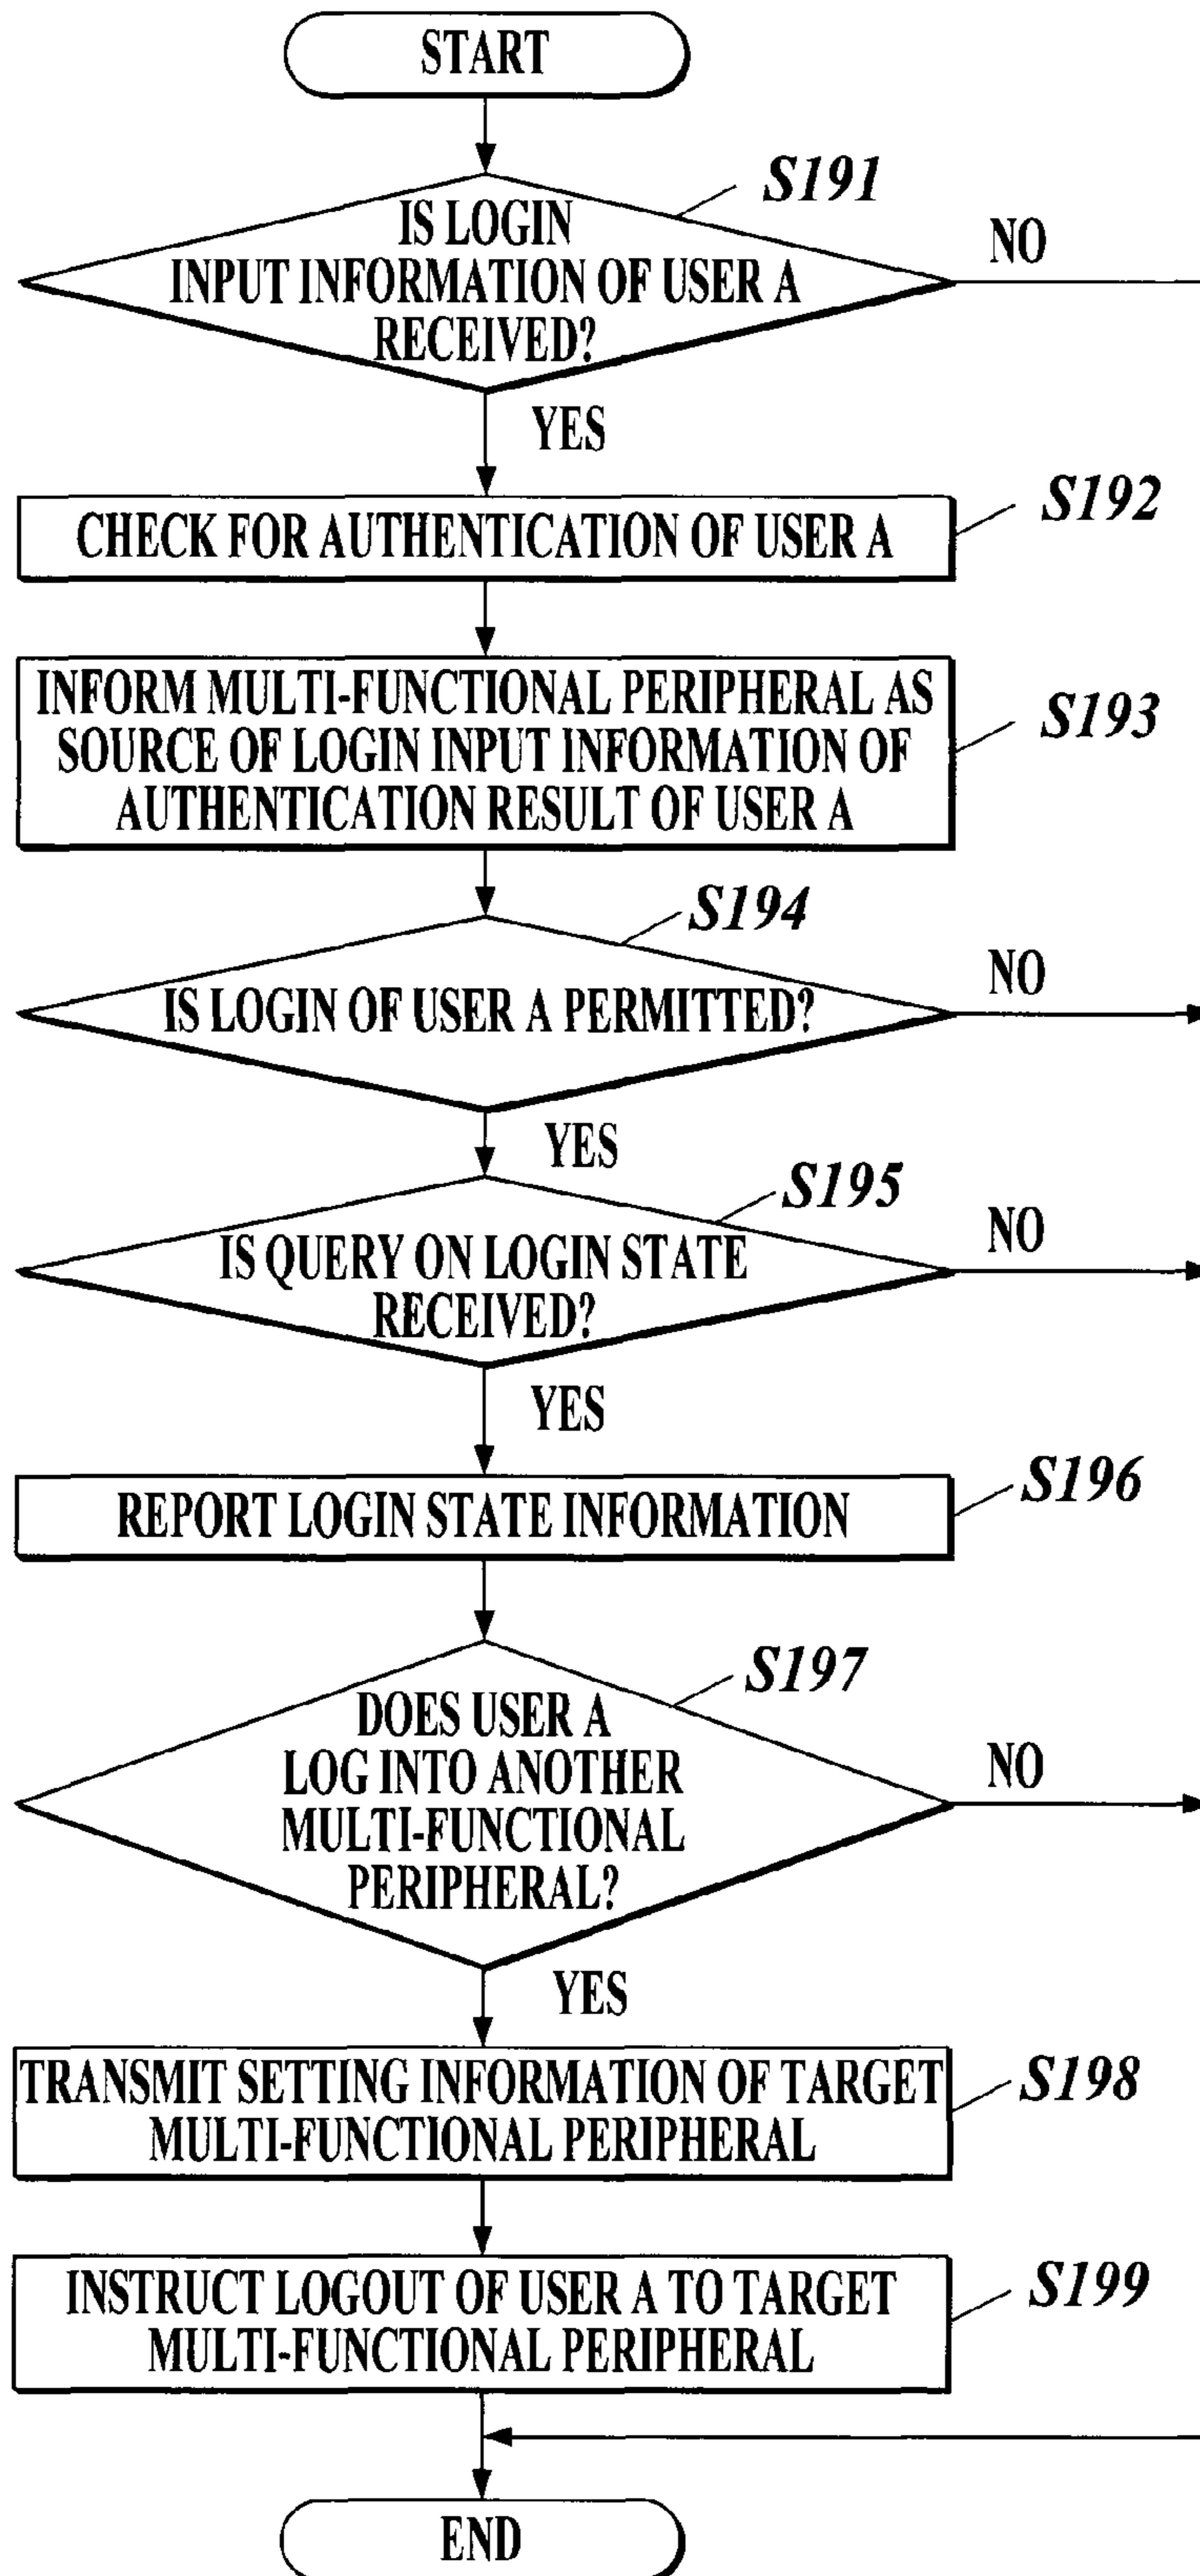 START
S191
IS LOGIN
INPUT INFORMATION OF USER A
RECEIVED?
NO
YES
S192
CHECK FOR AUTHENTICATION OF USER A
S193
INFORM MULTI-FUNCTIONAL PERIPHERAL AS
SOURCE OF LOGIN INPUT INFORMATION OF
AUTHENTICATION RESULT OF USER A
S194
IS LOGIN OF USER A PERMITTED?
NO
YES
S195
IS QUERY ON LOGIN STATE
RECEIVED?
NO
YES
S196
REPORT LOGIN STATE INFORMATION
S197
DOES USER A
LOG INTO ANOTHER
MULTI-FUNCTIONAL
PERIPHERAL?
NO
YES
S198
TRANSMIT SETTING INFORMATION OF TARGET
MULTI-FUNCTIONAL PERIPHERAL
S199
INSTRUCT LOGOUT OF USER A TO TARGET
MULTI-FUNCTIONAL PERIPHERAL
END